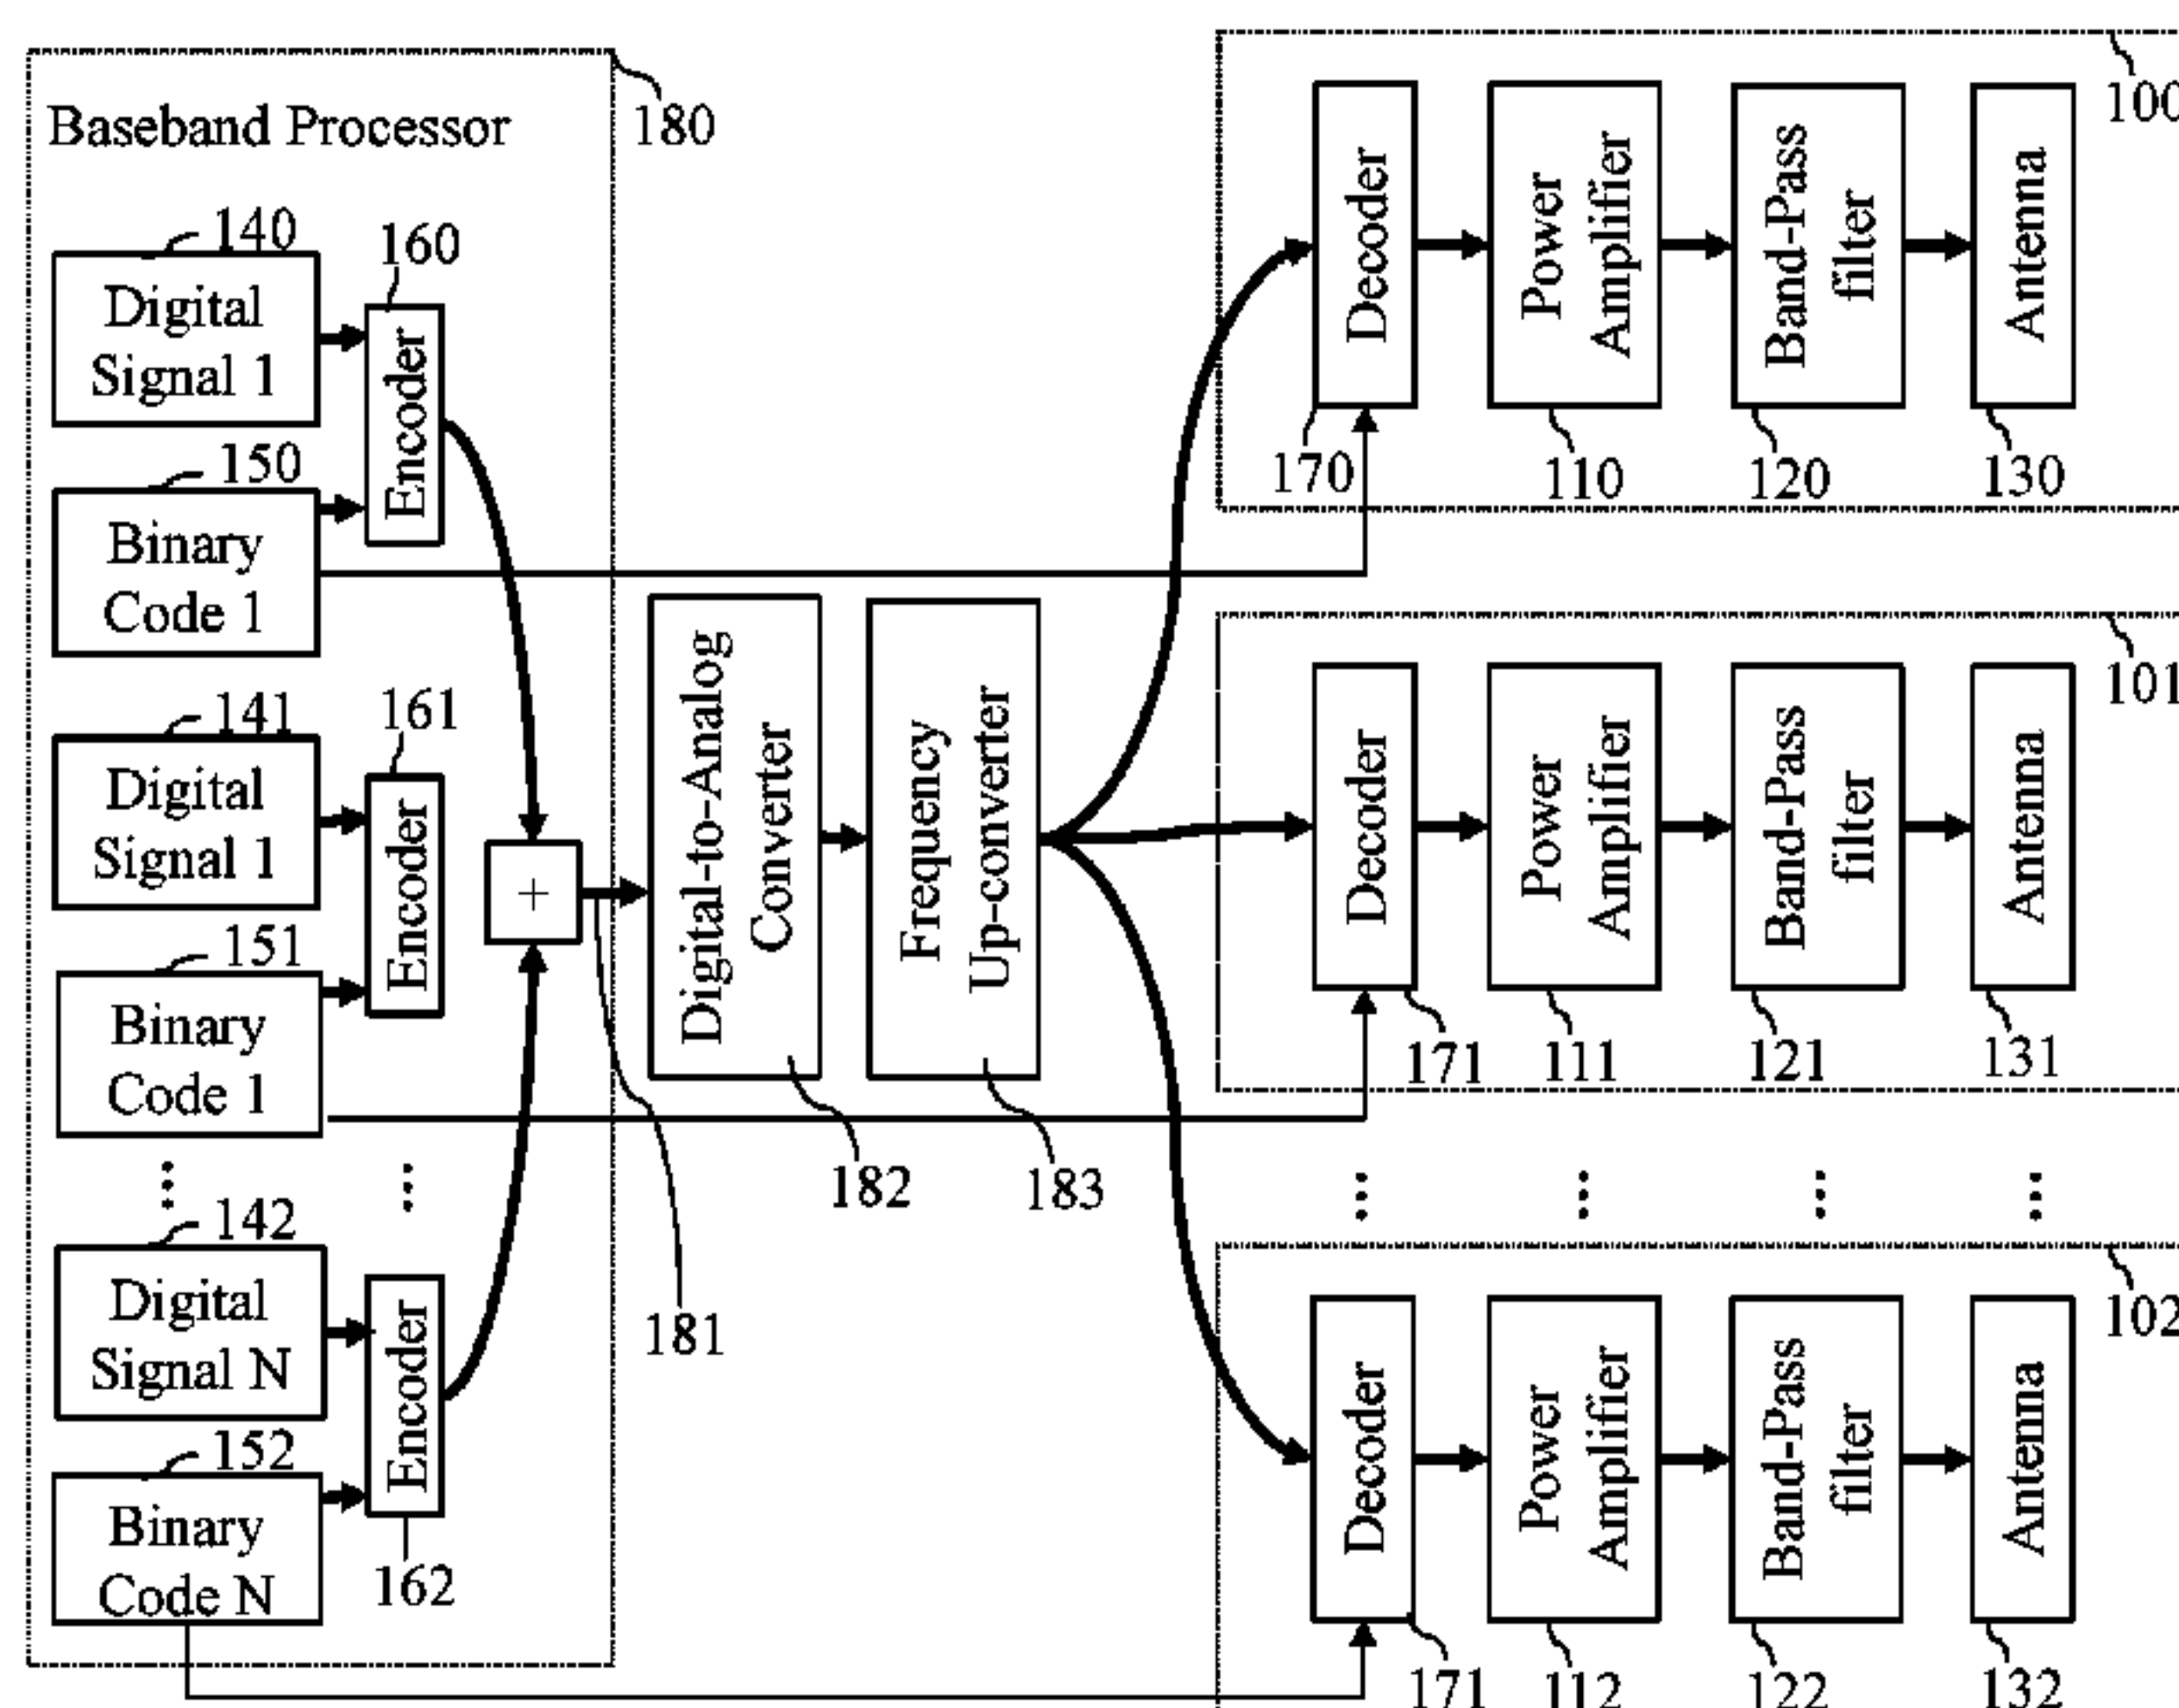 Baseband Processor
180
140
Digital
Signal 1
160
Encoder
150
Binary
Code 1
141
Digital
Signal 1
161
Encoder
151
Binary
Code 1
142
Digital
Signal N
Encoder
162
152
Binary
Code N
+
181
Digital-to-Analog
Converter
182
Frequency
Up-converter
183
100
Decoder
170
Power
Amplifier
110
Band-Pass
filter
120
Antenna
130
101
Decoder
171
Power
Amplifier
111
Band-Pass
filter
121
Antenna
131
102
Decoder
171
Power
Amplifier
112
Band-Pass
filter
122
Antenna
132